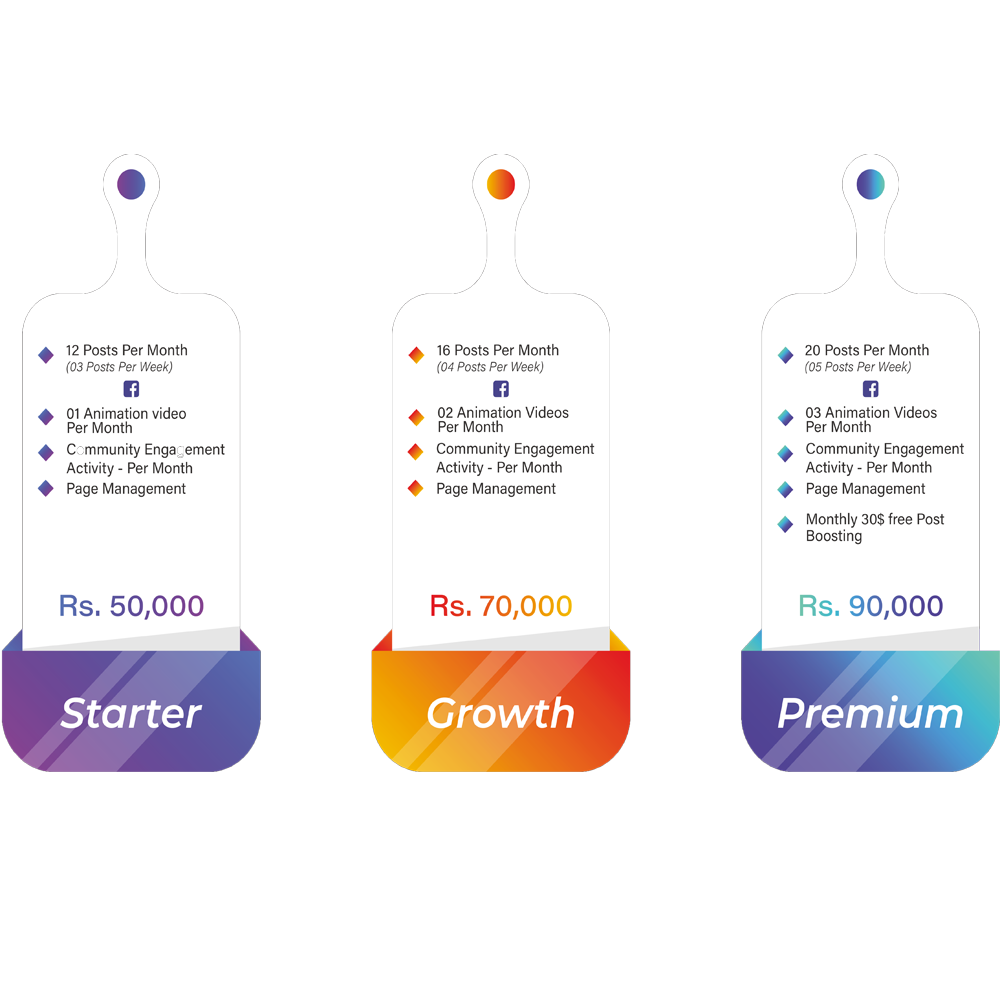 12 Posts Per Month
(03 Posts Per Week)
01 Animation video
Per Month
Community Engagement
Activity - Per Month
Page Management
Rs. 50,000
Starter
16 Posts Per Month
(04 Posts Per Week)
02 Animation Videos
Per Month
Community Engagement
Activity - Per Month
Page Management
Rs. 70,000
Growth
20 Posts Per Month
(05 Posts Per Week)
03 Animation Videos
Per Month
Community Engagement
Activity - Per Month
Page Management
Monthly 30$ free Post
Boosting
Rs. 90,000
Premium